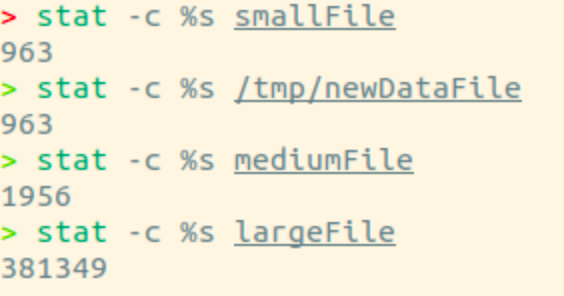 > stat -c %s smallFile
963
> stat -c %s /tmp/newDataFile
963
> stat -c %s mediumFile
1956
> stat -c %s largeFile
381349